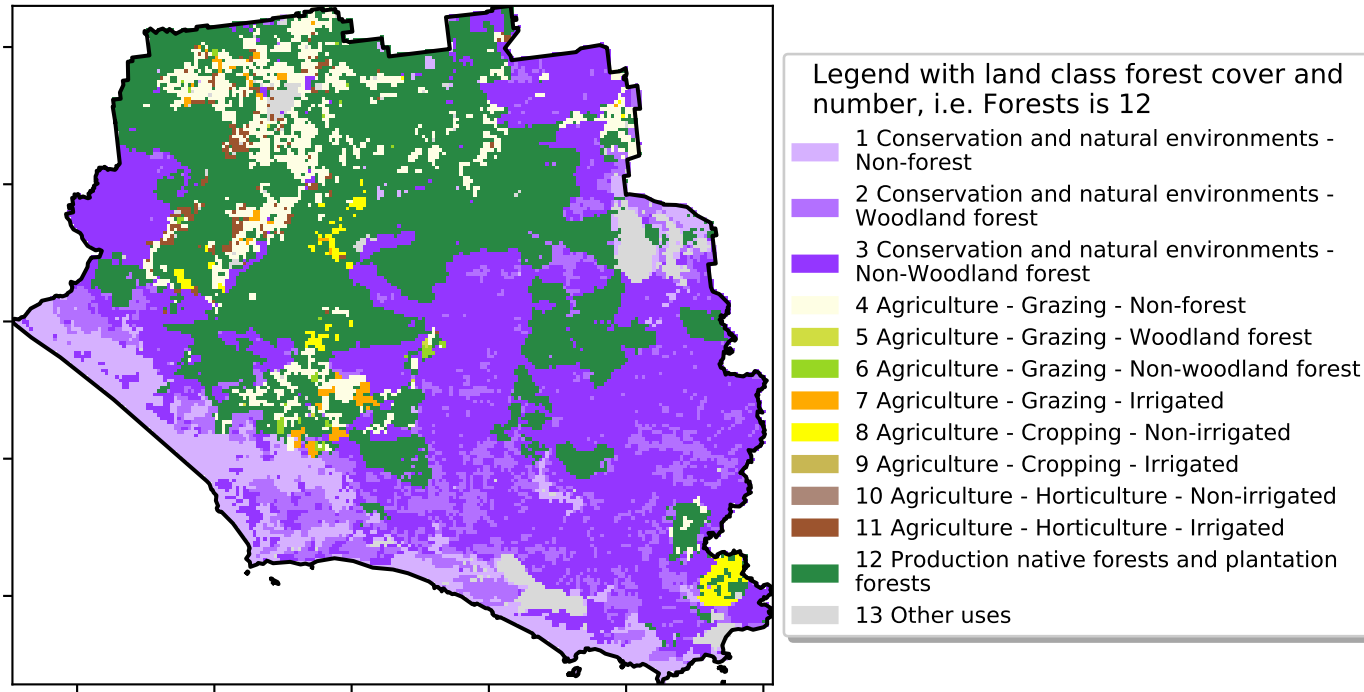 Legend with land class forest cover and
number, i.e. Forests is 12
1 Conservation and natural environments -
Non-forest
2 Conservation and natural environments -
Woodland forest
3 Conservation and natural environments -
Non-Woodland forest
4 Agriculture - Grazing - Non-forest
5 Agriculture - Grazing - Woodland forest
6 Agriculture - Grazing - Non-woodland forest
7 Agriculture - Grazing - Irrigated
8 Agriculture - Cropping - Non-irrigated
9 Agriculture - Cropping - Irrigated
10 Agriculture - Horticulture - Non-irrigated
11 Agriculture - Horticulture - Irrigated
12 Production native forests and plantation
forests
13 Other uses